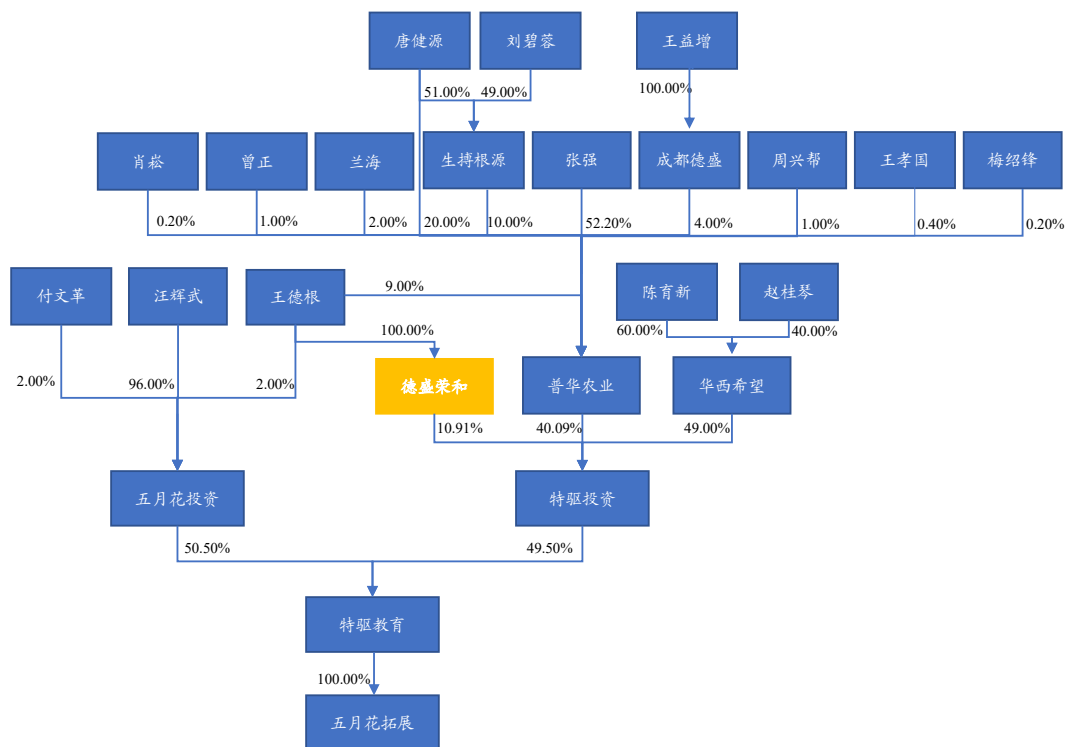 唐健源
刘碧蓉
王益增
51.00%
49.00%
100.00%
肖崧
曾正
兰海
生搏根源
张强
成都德盛
周兴帮
王孝国
梅绍锋
0.20%
1.00%
2.00%
20.00%
10.00%
52.20%
4.00%
1.00%
0.40%
0.20%
付文革
汪辉武
王德根
9.00%
陈育新
赵桂琴
100.00%
60.00%
40.00%
2.00%
96.00%
2.00%
德盛荣和
普华农业
华西希望
10.91%
40.09%
49.00%
五月花投资
特驱投资
50.50%
49.50%
特驱教育
100.00%
五月花拓展